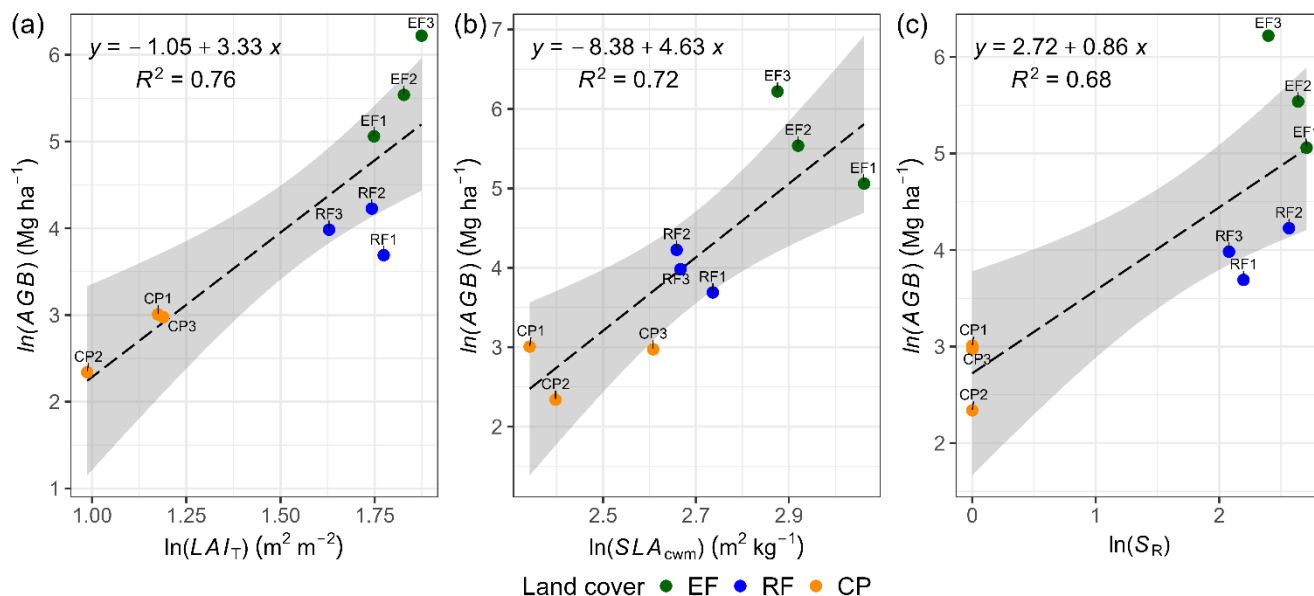 (a)
y = − 1.05 + 3.33 x
R² = 0.76
EF3
EF2
EF1
RF2
RF3
RF1
CP1
CP3
CP2
6
5
4
3
2
1
ln(AGB) (Mg ha⁻¹)
1.00 1.25 1.50 1.75
ln(LAI_T) (m² m⁻²)
(b)
y = − 8.38 + 4.63 x
R² = 0.72
EF3
EF2
EF1
RF2
RF3
RF1
CP1
CP3
CP2
7
6
5
4
3
2
ln(AGB) (Mg ha⁻¹)
2.5 2.7 2.9
ln(SLA_cwm) (m² kg⁻¹)
(c)
y = 2.72 + 0.86 x
R² = 0.68
EF3
EF2
EF1
RF2
RF3
RF1
CP1
CP3
CP2
6
5
4
3
2
ln(AGB) (Mg ha⁻¹)
0 1 2
ln(S_R)
Land cover EF RF CP